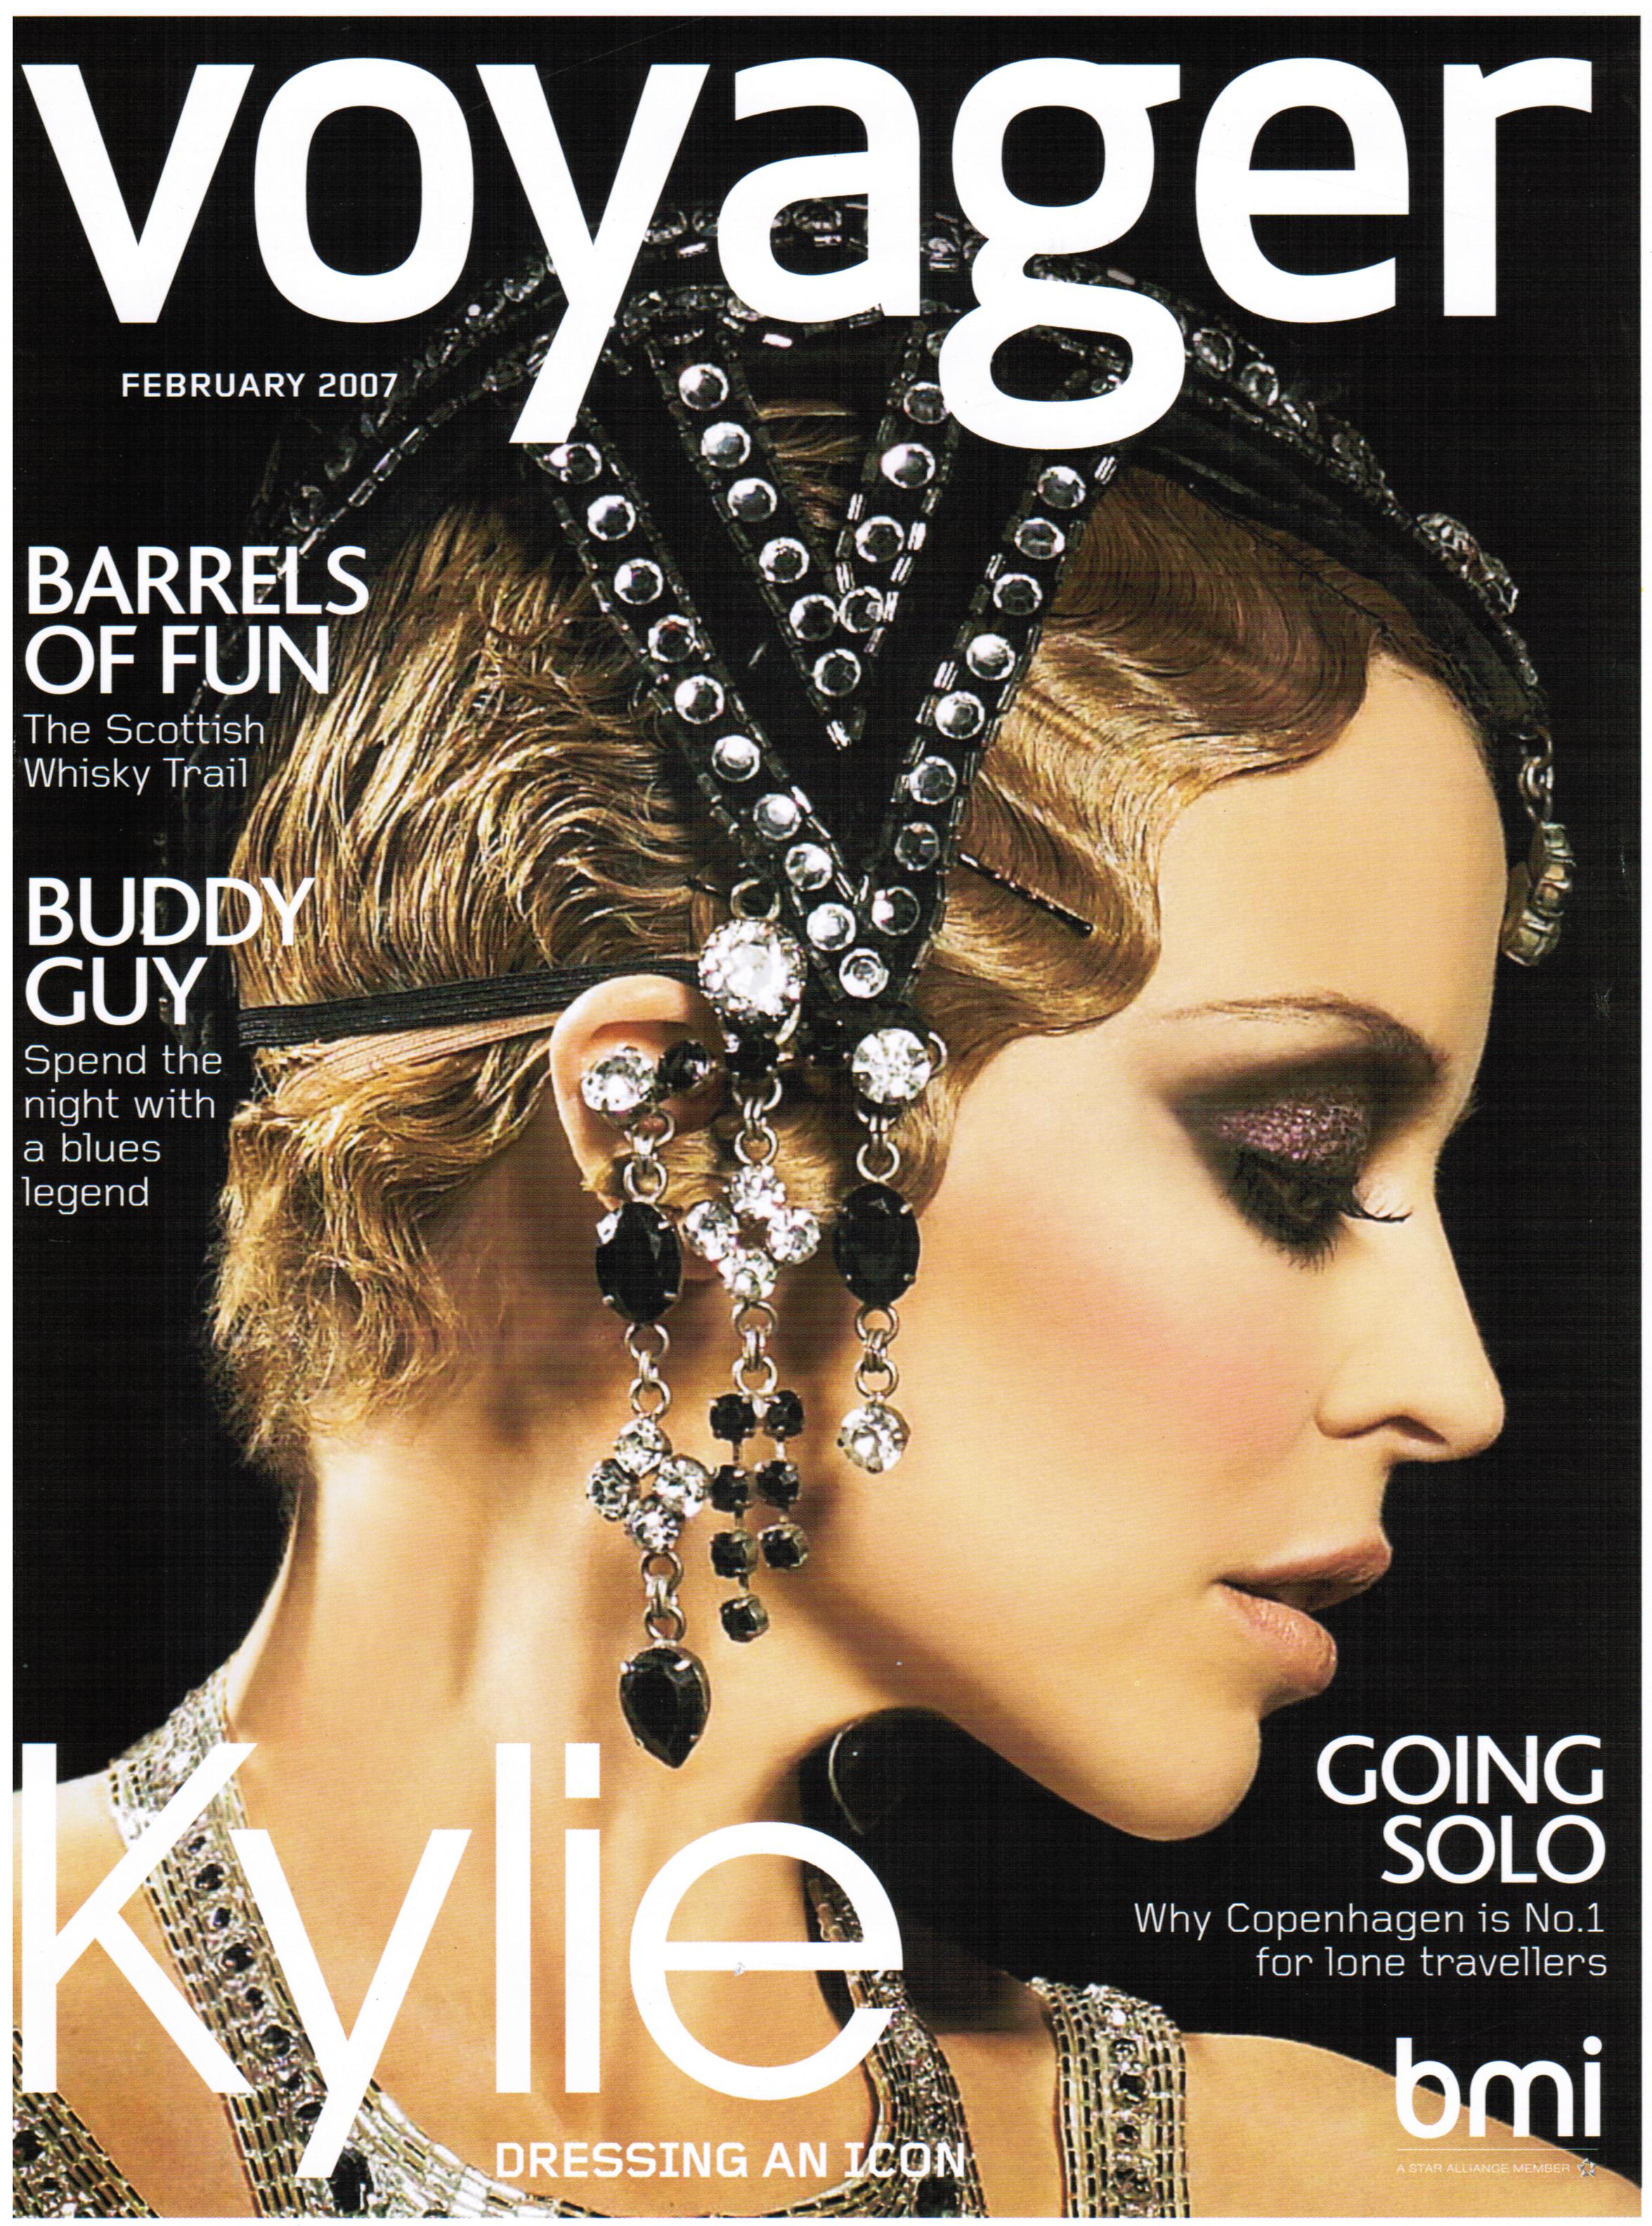 voyager
FEBRUARY 2007
BARRELS
OF FUN
The Scottish
Whisky Trail
BUDDY
GUY
Spend the
night with
a blues
legend
Kylie
DRESSING AN ICON
GOING
SOLO
Why Copenhagen is No.1
for lone travellers
bmi
A STAR ALLIANCE MEMBER